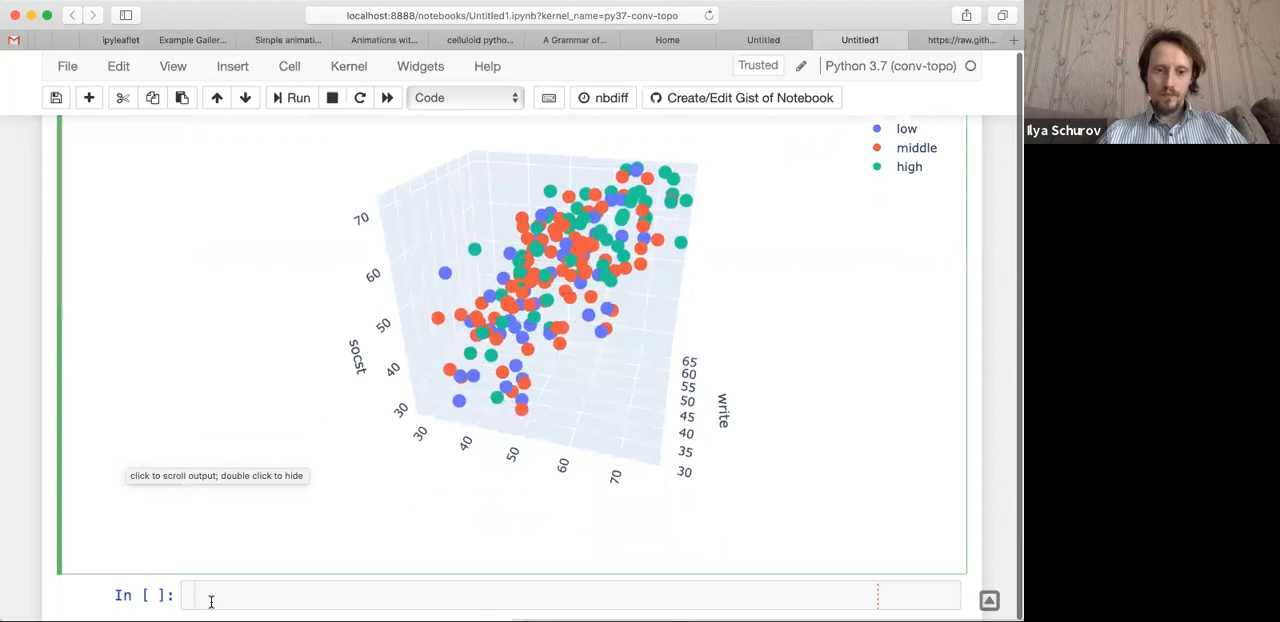 localhost:8888/notebooks/Untitled1.ipynb?kernel_name=py37-conv-topo
ipyleaflet Example Galler... Simple animati... Animations wit... celluloid pytho... A Grammar of... Home Untitled Untitled1 https://raw.gith...
File Edit View Insert Cell Kernel Widgets Help Trusted Python 3.7 (conv-topo)
Run Code nbdiff Create/Edit Gist of Notebook
Ilya Schurov
low
middle
high
70
60
50
40
30
socst
30
40
50
60
70
65
60
55
50
45
40
35
30
write
click to scroll output; double click to hide
In [ ]: